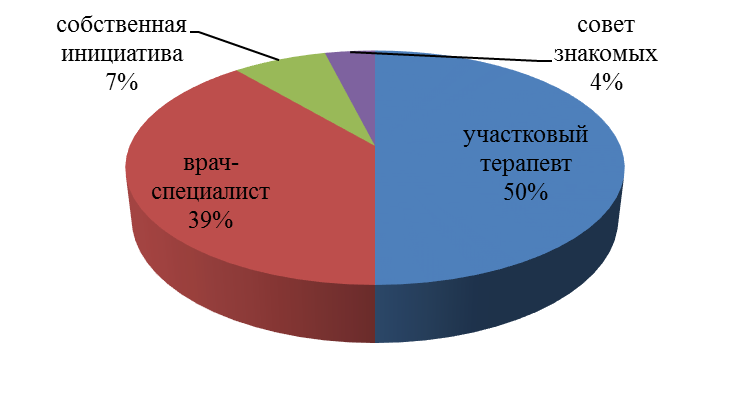 собственная
инициатива
7%
совет
знакомых
4%
участковый
терапевт
50%
врач-
специалист
39%